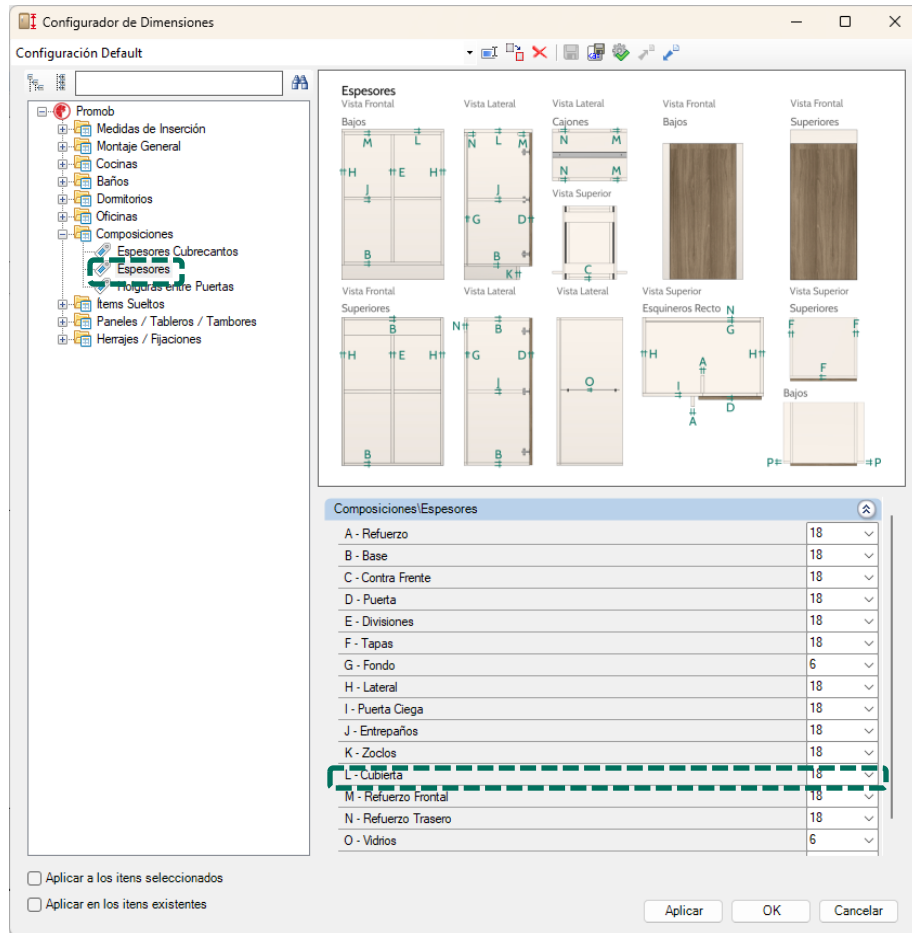 Configurador de Dimensiones
Configuración Default
Promob
Medidas de Inserción
Montaje General
Cocinas
Baños
Dormitorios
Oficinas
Composiciones
Espesores Cubrecantos
Espesores
Holguras entre Puertas
Ítems Sueltos
Paneles / Tableros / Tambores
Herrajes / Fijaciones
Espesores
Vista Frontal Vista Lateral Vista Lateral Vista Frontal Vista Frontal
Bajos Cajones Bajos Superiores
M L N L M N M
H E H
J J N M
Vista Superior
G D
B B
K C
Vista Frontal Vista Lateral Vista Lateral Vista Superior Vista Superior
Superiores Esquineros Recto N Superiores
B N B G F F
H E H G D H A H
J O I F
D Bajos
A
B B
P P
Composiciones\Espesores
A - Refuerzo 18
B - Base 18
C - Contra Frente 18
D - Puerta 18
E - Divisiones 18
F - Tapas 18
G - Fondo 6
H - Lateral 18
I - Puerta Ciega 18
J - Entrepaños 18
K - Zoclos 18
L - Cubierta 18
M - Refuerzo Frontal 18
N - Refuerzo Trasero 18
O - Vidrios 6
Aplicar a los itens seleccionados
Aplicar en los itens existentes
Aplicar OK Cancelar